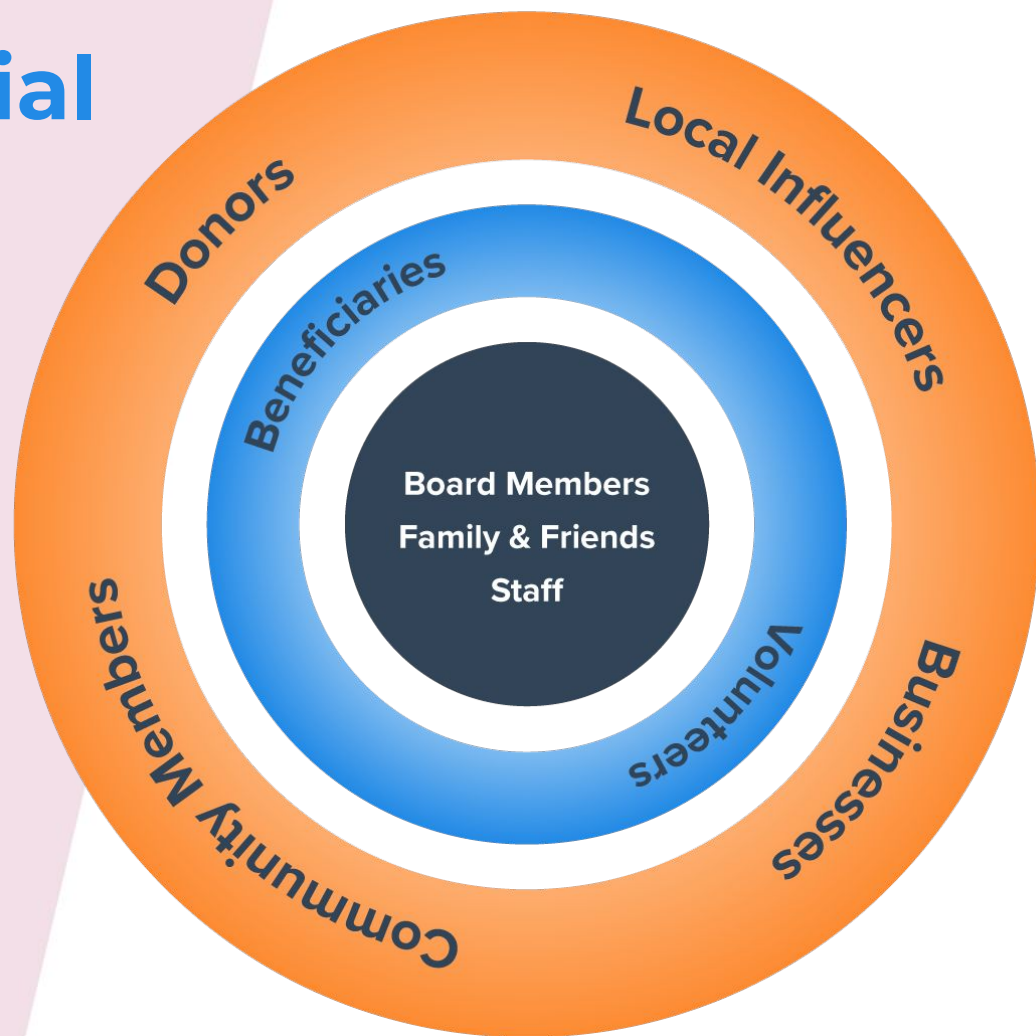 ial
Donors
Local Influencers
Beneficiaries
Board Members
Family & Friends
Staff
Volunteers
Businesses
Community Members